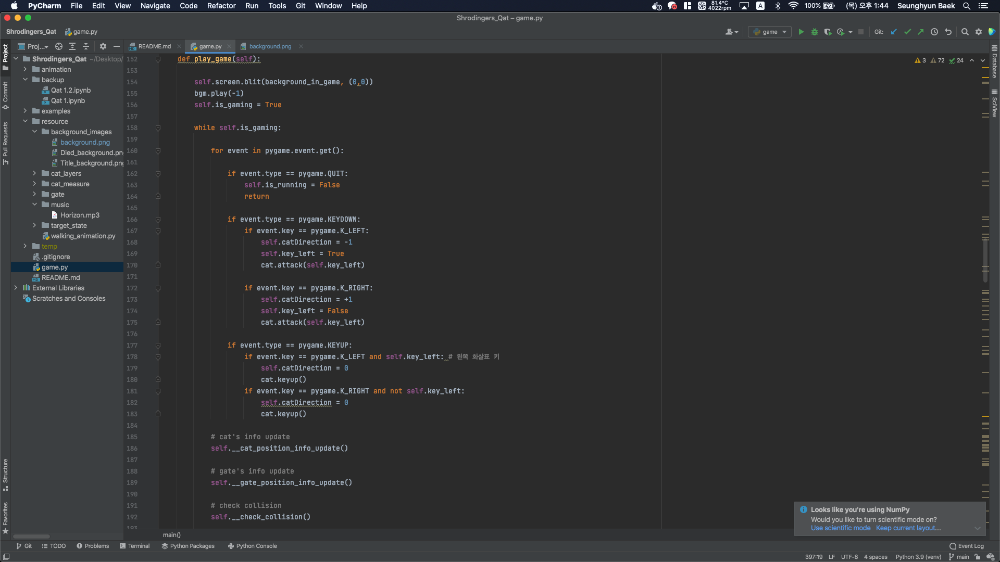 PyCharm File Edit View Navigate Code Refactor Run Tools Git Window Help
81.4°C
4022rpm
A
100%
(목) 오후 1:44
Seunghyun Baek
Shrodingers_Qat – game.py
Shrodingers_Qat game.py
game
Git:
Proj...
README.md
game.py
background.png
Project
Commit
Pull Requests
Structure
Favorites
Database
SciView
Shrodingers_Qat ~/Desktop/
animation
backup
Qat 1.2.ipynb
Qat 1.ipynb
examples
resource
background_images
background.png
Died_background.pn
Title_background.png
cat_layers
cat_measure
gate
music
Horizon.mp3
target_state
walking_animation.py
temp
.gitignore
game.py
README.md
External Libraries
Scratches and Consoles
3 72 24
152 def play_game(self):
153
154 self.screen.blit(background_in_game, (0,0))
155 bgm.play(-1)
156 self.is_gaming = True
157
158 while self.is_gaming:
159
160 for event in pygame.event.get():
161
162 if event.type == pygame.QUIT:
163 self.is_running = False
164 return
165
166 if event.type == pygame.KEYDOWN:
167 if event.key == pygame.K_LEFT:
168 self.catDirection = -1
169 self.key_left = True
170 cat.attack(self.key_left)
171
172 if event.key == pygame.K_RIGHT:
173 self.catDirection = +1
174 self.key_left = False
175 cat.attack(self.key_left)
176
177 if event.type == pygame.KEYUP:
178 if event.key == pygame.K_LEFT and self.key_left: # 왼쪽 화살표 키
179 self.catDirection = 0
180 cat.keyup()
181 if event.key == pygame.K_RIGHT and not self.key_left:
182 self.catDirection = 0
183 cat.keyup()
184
185 # cat's info update
186 self.__cat_position_info_update()
187
188 # gate's info update
189 self.__gate_position_info_update()
190
191 # check collision
192 self.__check_collision()
193
main()
Looks like you're using NumPy
Would you like to turn scientific mode on?
Use scientific mode Keep current layout...
Git TODO Problems Terminal Python Packages Python Console
Event Log
397:19 LF UTF-8 4 spaces Python 3.9 (venv) main